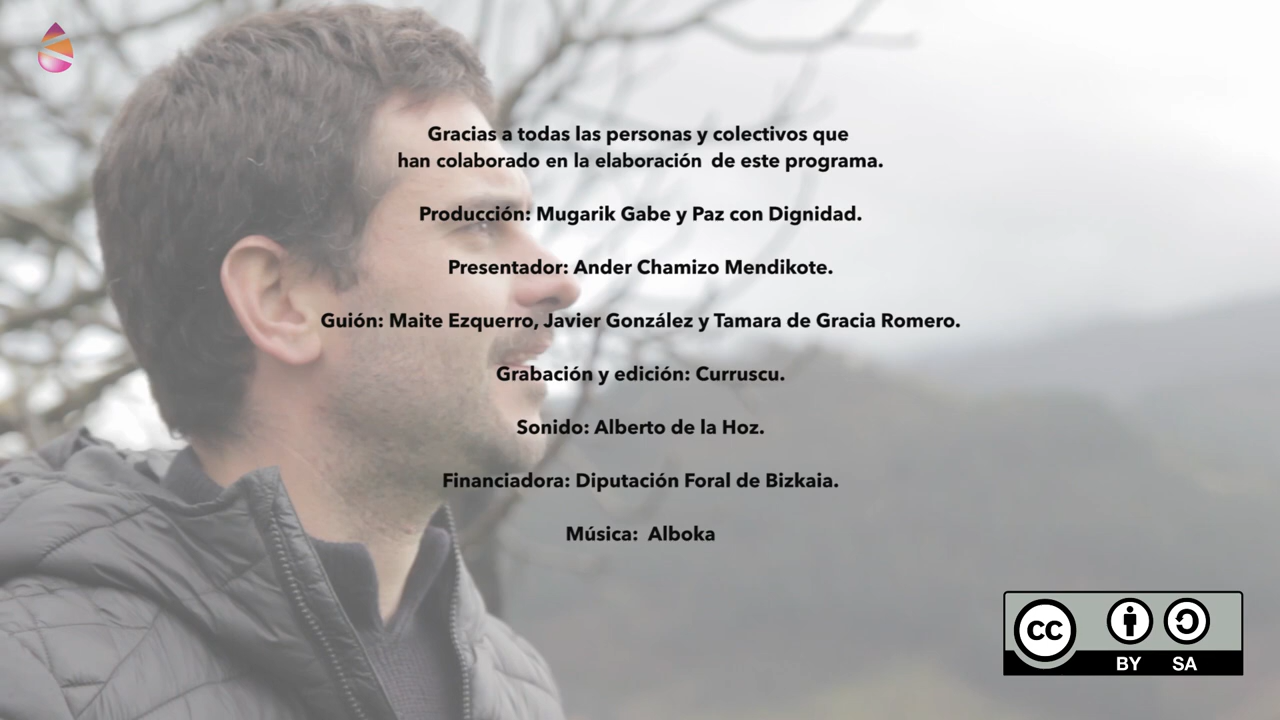 Gracias a todas las personas y colectivos que
han colaborado en la elaboración de este programa.
Producción: Mugarik Gabe y Paz con Dignidad.
Presentador: Ander Chamizo Mendikote.
Guión: Maite Ezquerro, Javier González y Tamara de Gracia Romero.
Grabación y edición: Curruscu.
Sonido: Alberto de la Hoz.
Financiadora: Diputación Foral de Bizkaia.
Música: Alboka
CC
BY SA